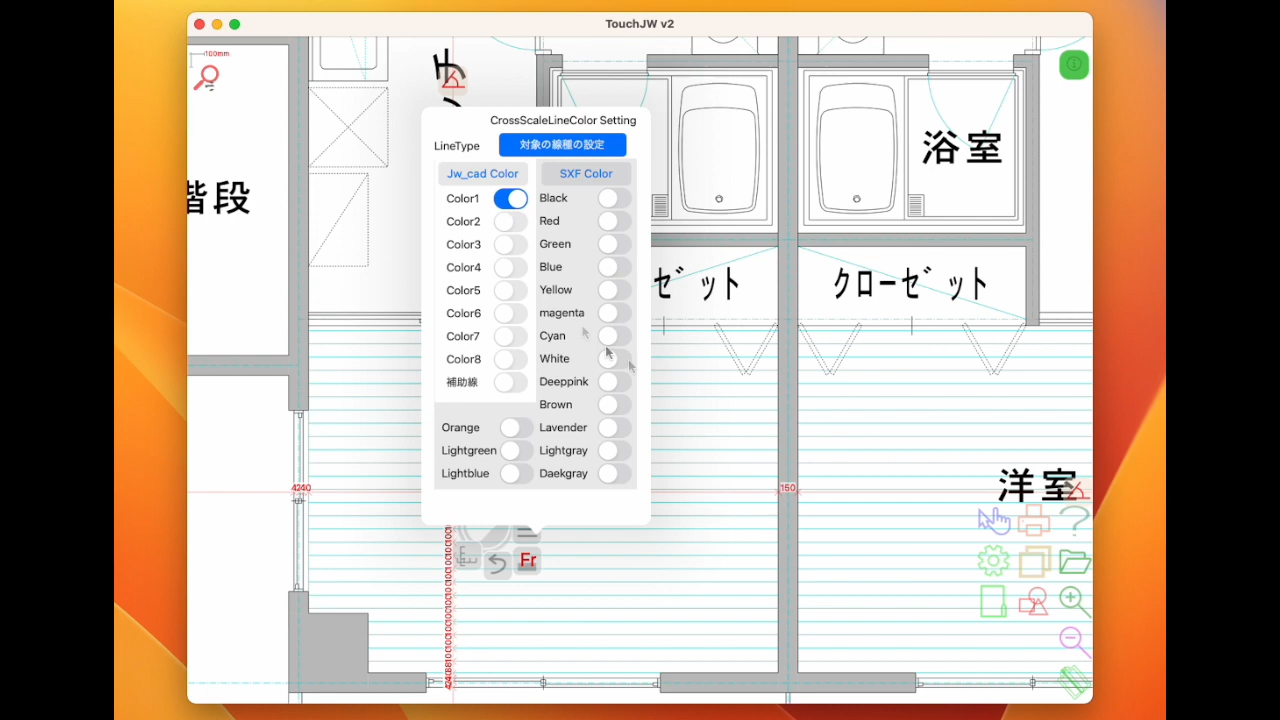 TouchJW v2
100mm
CrossScaleLineColor Setting
LineType
対象の線種の設定
Jw_cad Color
SXF Color
Color1
Black
Color2
Red
Color3
Green
Color4
Blue
Color5
Yellow
Color6
magenta
Color7
Cyan
Color8
White
補助線
Deeppink
Brown
Orange
Lavender
Lightgreen
Lightgray
Lightblue
Daekgray
浴室
階段
ゼット
クローゼット
4240
150
洋室
Fr